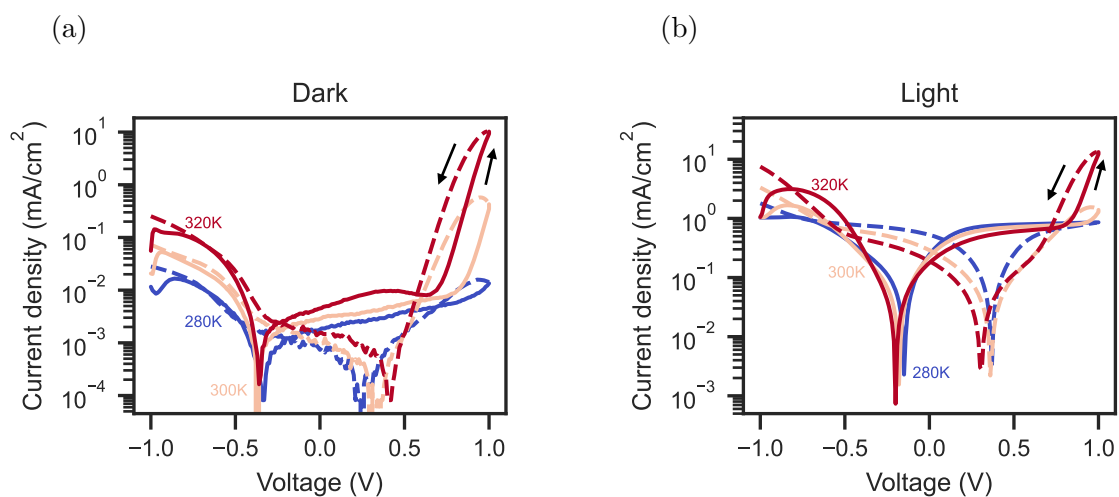 (a)
(b)
Dark
Light
Current density (mA/cm²)
10¹
10⁰
10⁻¹
10⁻²
10⁻³
10⁻⁴
320K
280K
300K
−1.0
−0.5
0.0
0.5
1.0
Voltage (V)
Current density (mA/cm²)
10¹
10⁰
10⁻¹
10⁻²
10⁻³
320K
300K
280K
−1.0
−0.5
0.0
0.5
1.0
Voltage (V)